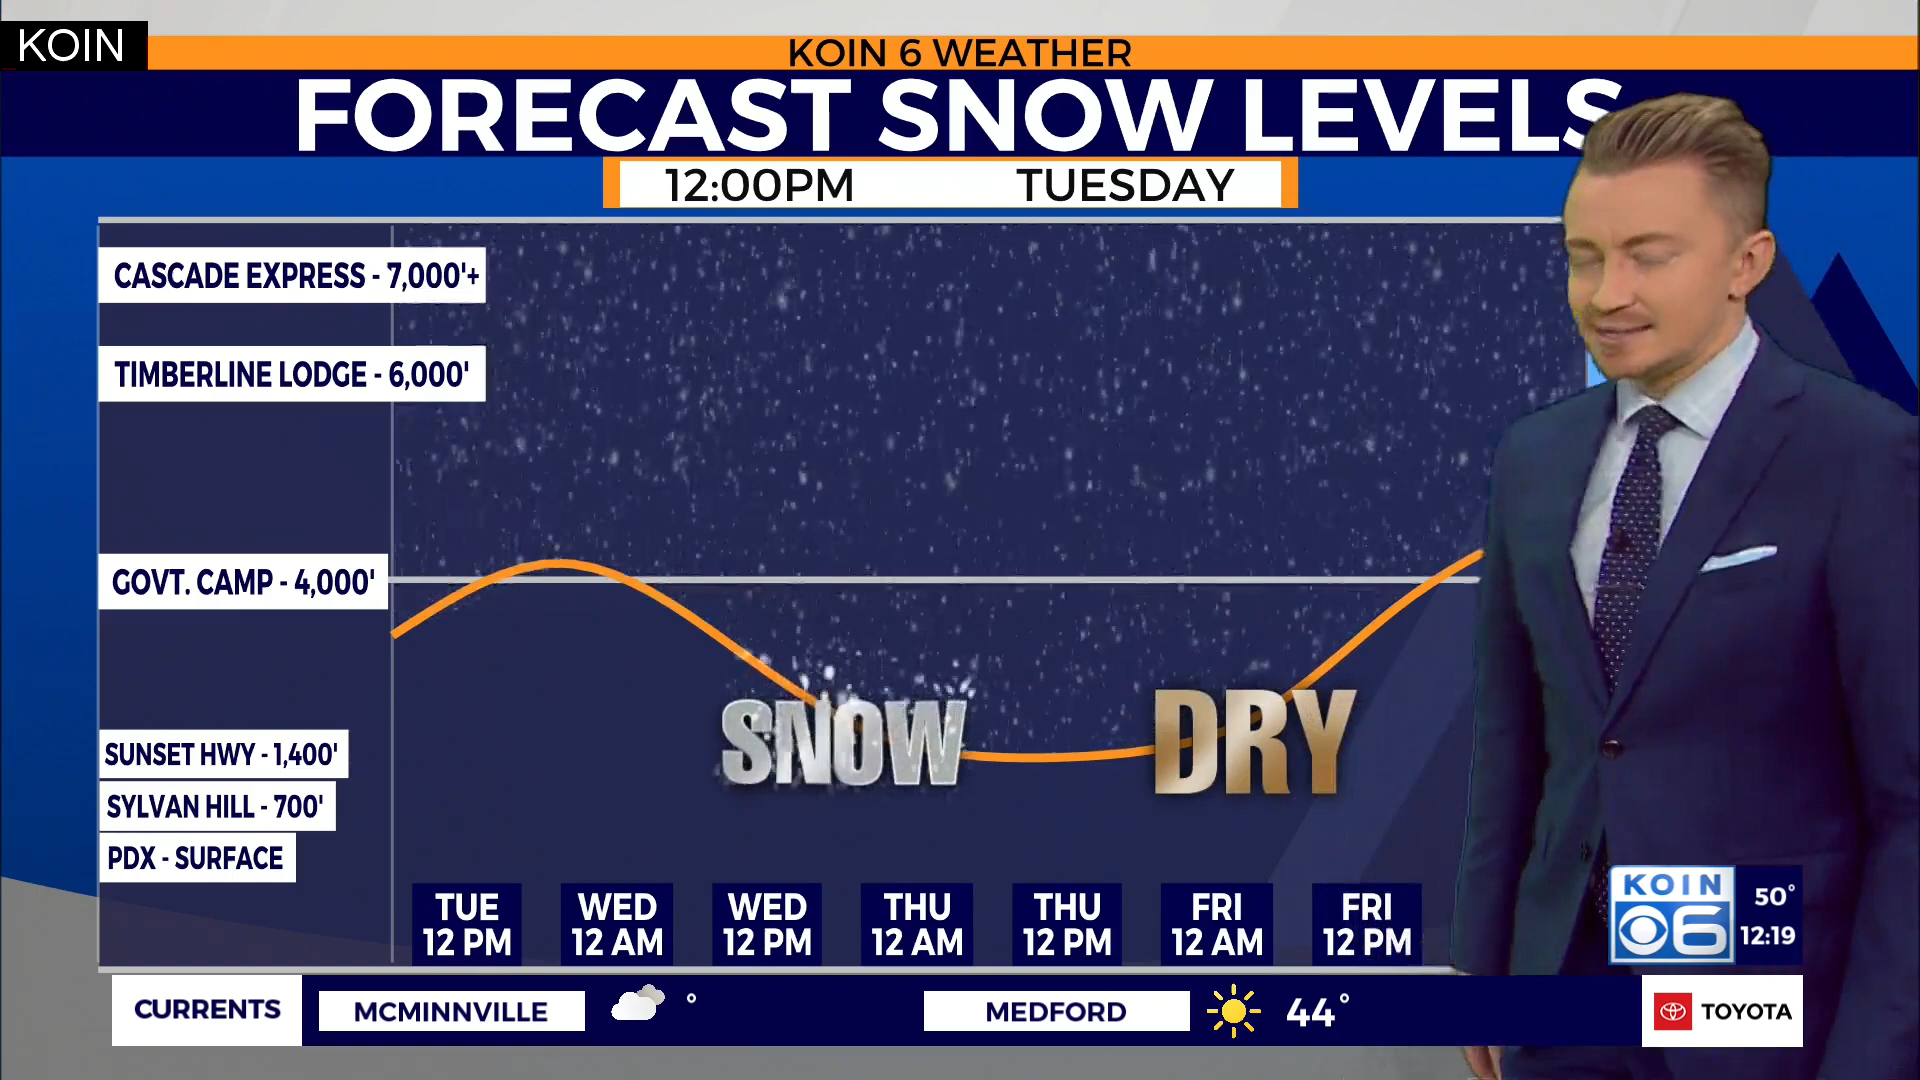 KOIN
KOIN 6 WEATHER
FORECAST SNOW LEVELS
12:00PM TUESDAY
CASCADE EXPRESS - 7,000'+
TIMBERLINE LODGE - 6,000'
GOVT. CAMP - 4,000'
SNOW
DRY
SUNSET HWY - 1,400'
SYLVAN HILL - 700'
PDX - SURFACE
TUE 12 PM
WED 12 AM
WED 12 PM
THU 12 AM
THU 12 PM
FRI 12 AM
FRI 12 PM
KOIN
6
50°
12:19
CURRENTS
MCMINNVILLE °
MEDFORD 44°
TOYOTA